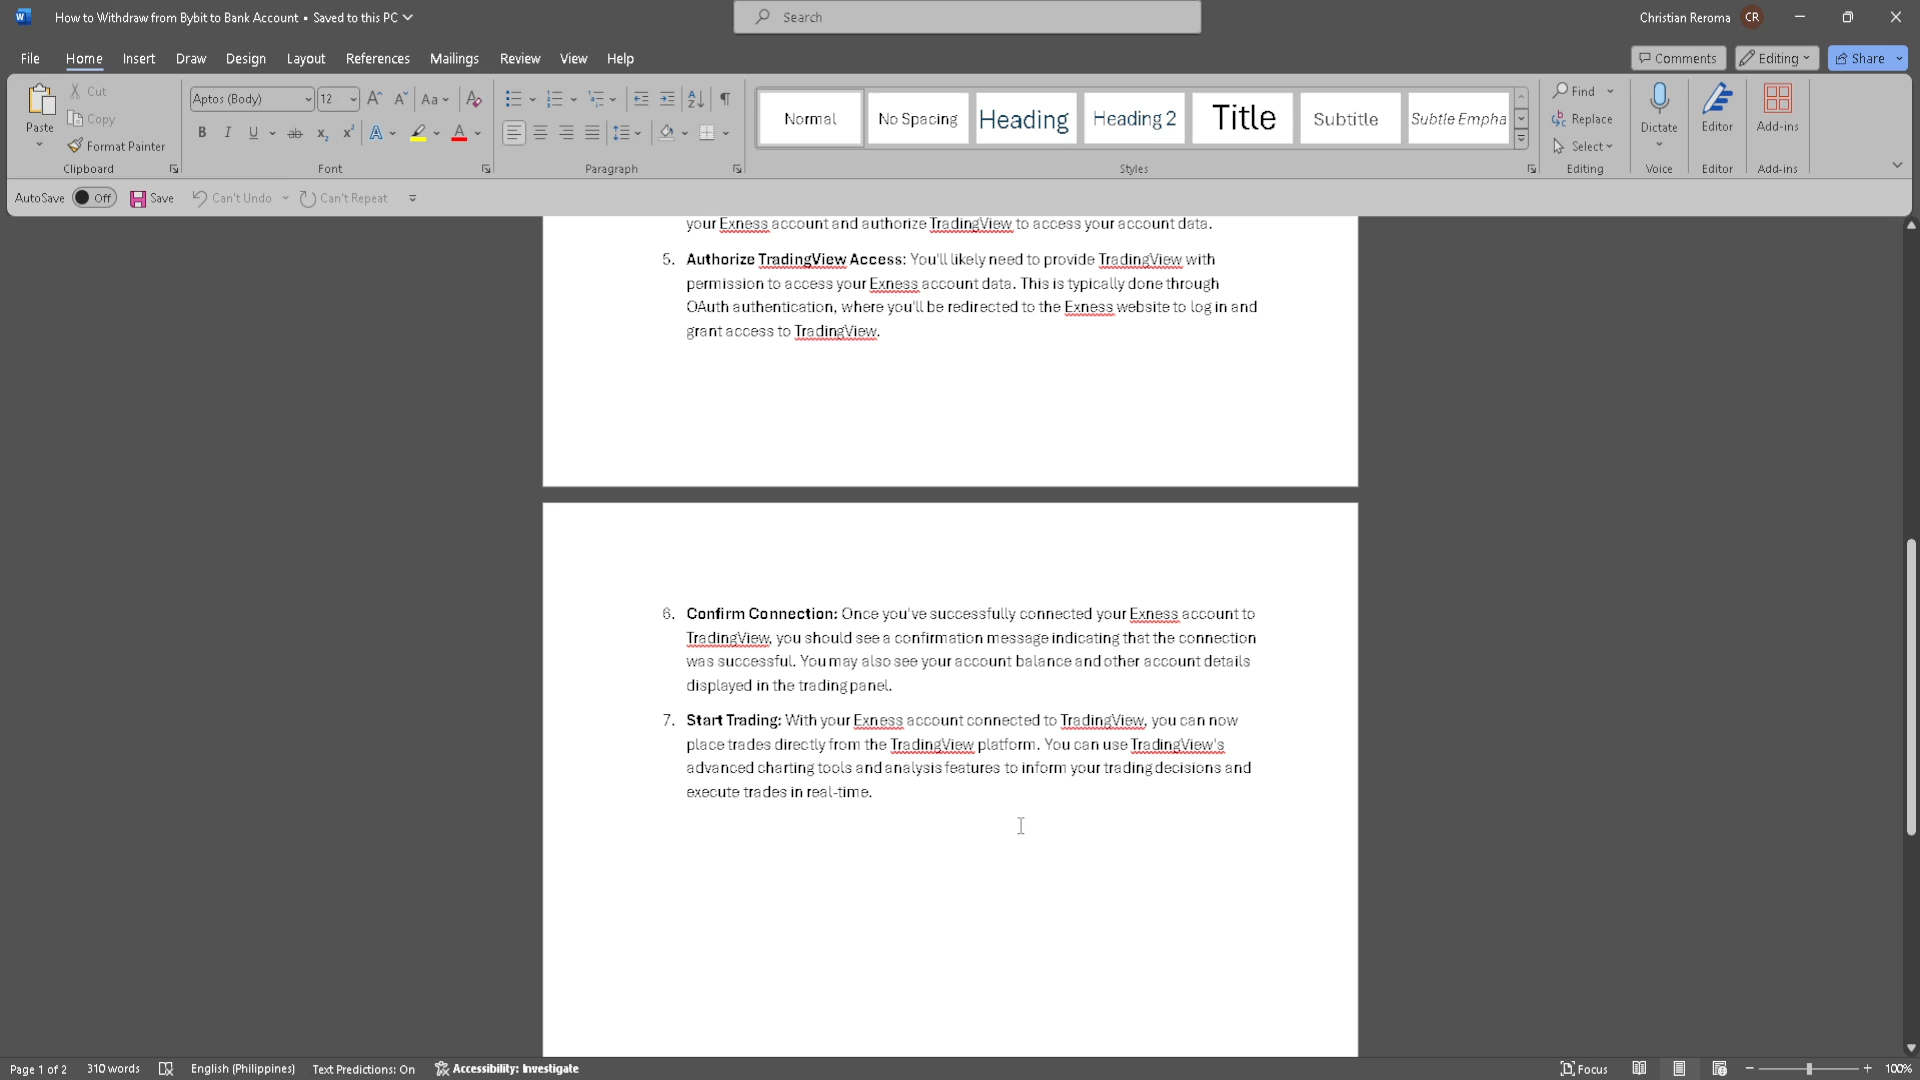 How to Withdraw from Bybit to Bank Account • Saved to this PC
Search
Christian Reroma CR
File Home Insert Draw Design Layout References Mailings Review View Help
Comments Editing Share
Paste
Cut
Copy
Format Painter
Clipboard
Aptos (Body) 12
Font
Paragraph
Normal No Spacing Heading Heading 2 Title Subtitle Subtle Empha
Styles
Find
Replace
Select
Editing
Dictate
Voice
Editor
Editor
Add-ins
Add-ins
AutoSave Off Save Can't Undo Can't Repeat
your Exness account and authorize TradingView to access your account data.
5. Authorize TradingView Access: You'll likely need to provide TradingView with
permission to access your Exness account data. This is typically done through
OAuth authentication, where you'll be redirected to the Exness website to log in and
grant access to TradingView.
6. Confirm Connection: Once you've successfully connected your Exness account to
TradingView, you should see a confirmation message indicating that the connection
was successful. You may also see your account balance and other account details
displayed in the trading panel.
7. Start Trading: With your Exness account connected to TradingView, you can now
place trades directly from the TradingView platform. You can use TradingView's
advanced charting tools and analysis features to inform your trading decisions and
execute trades in real-time.
Page 1 of 2 310 words English (Philippines) Text Predictions: On Accessibility: Investigate Focus 100%